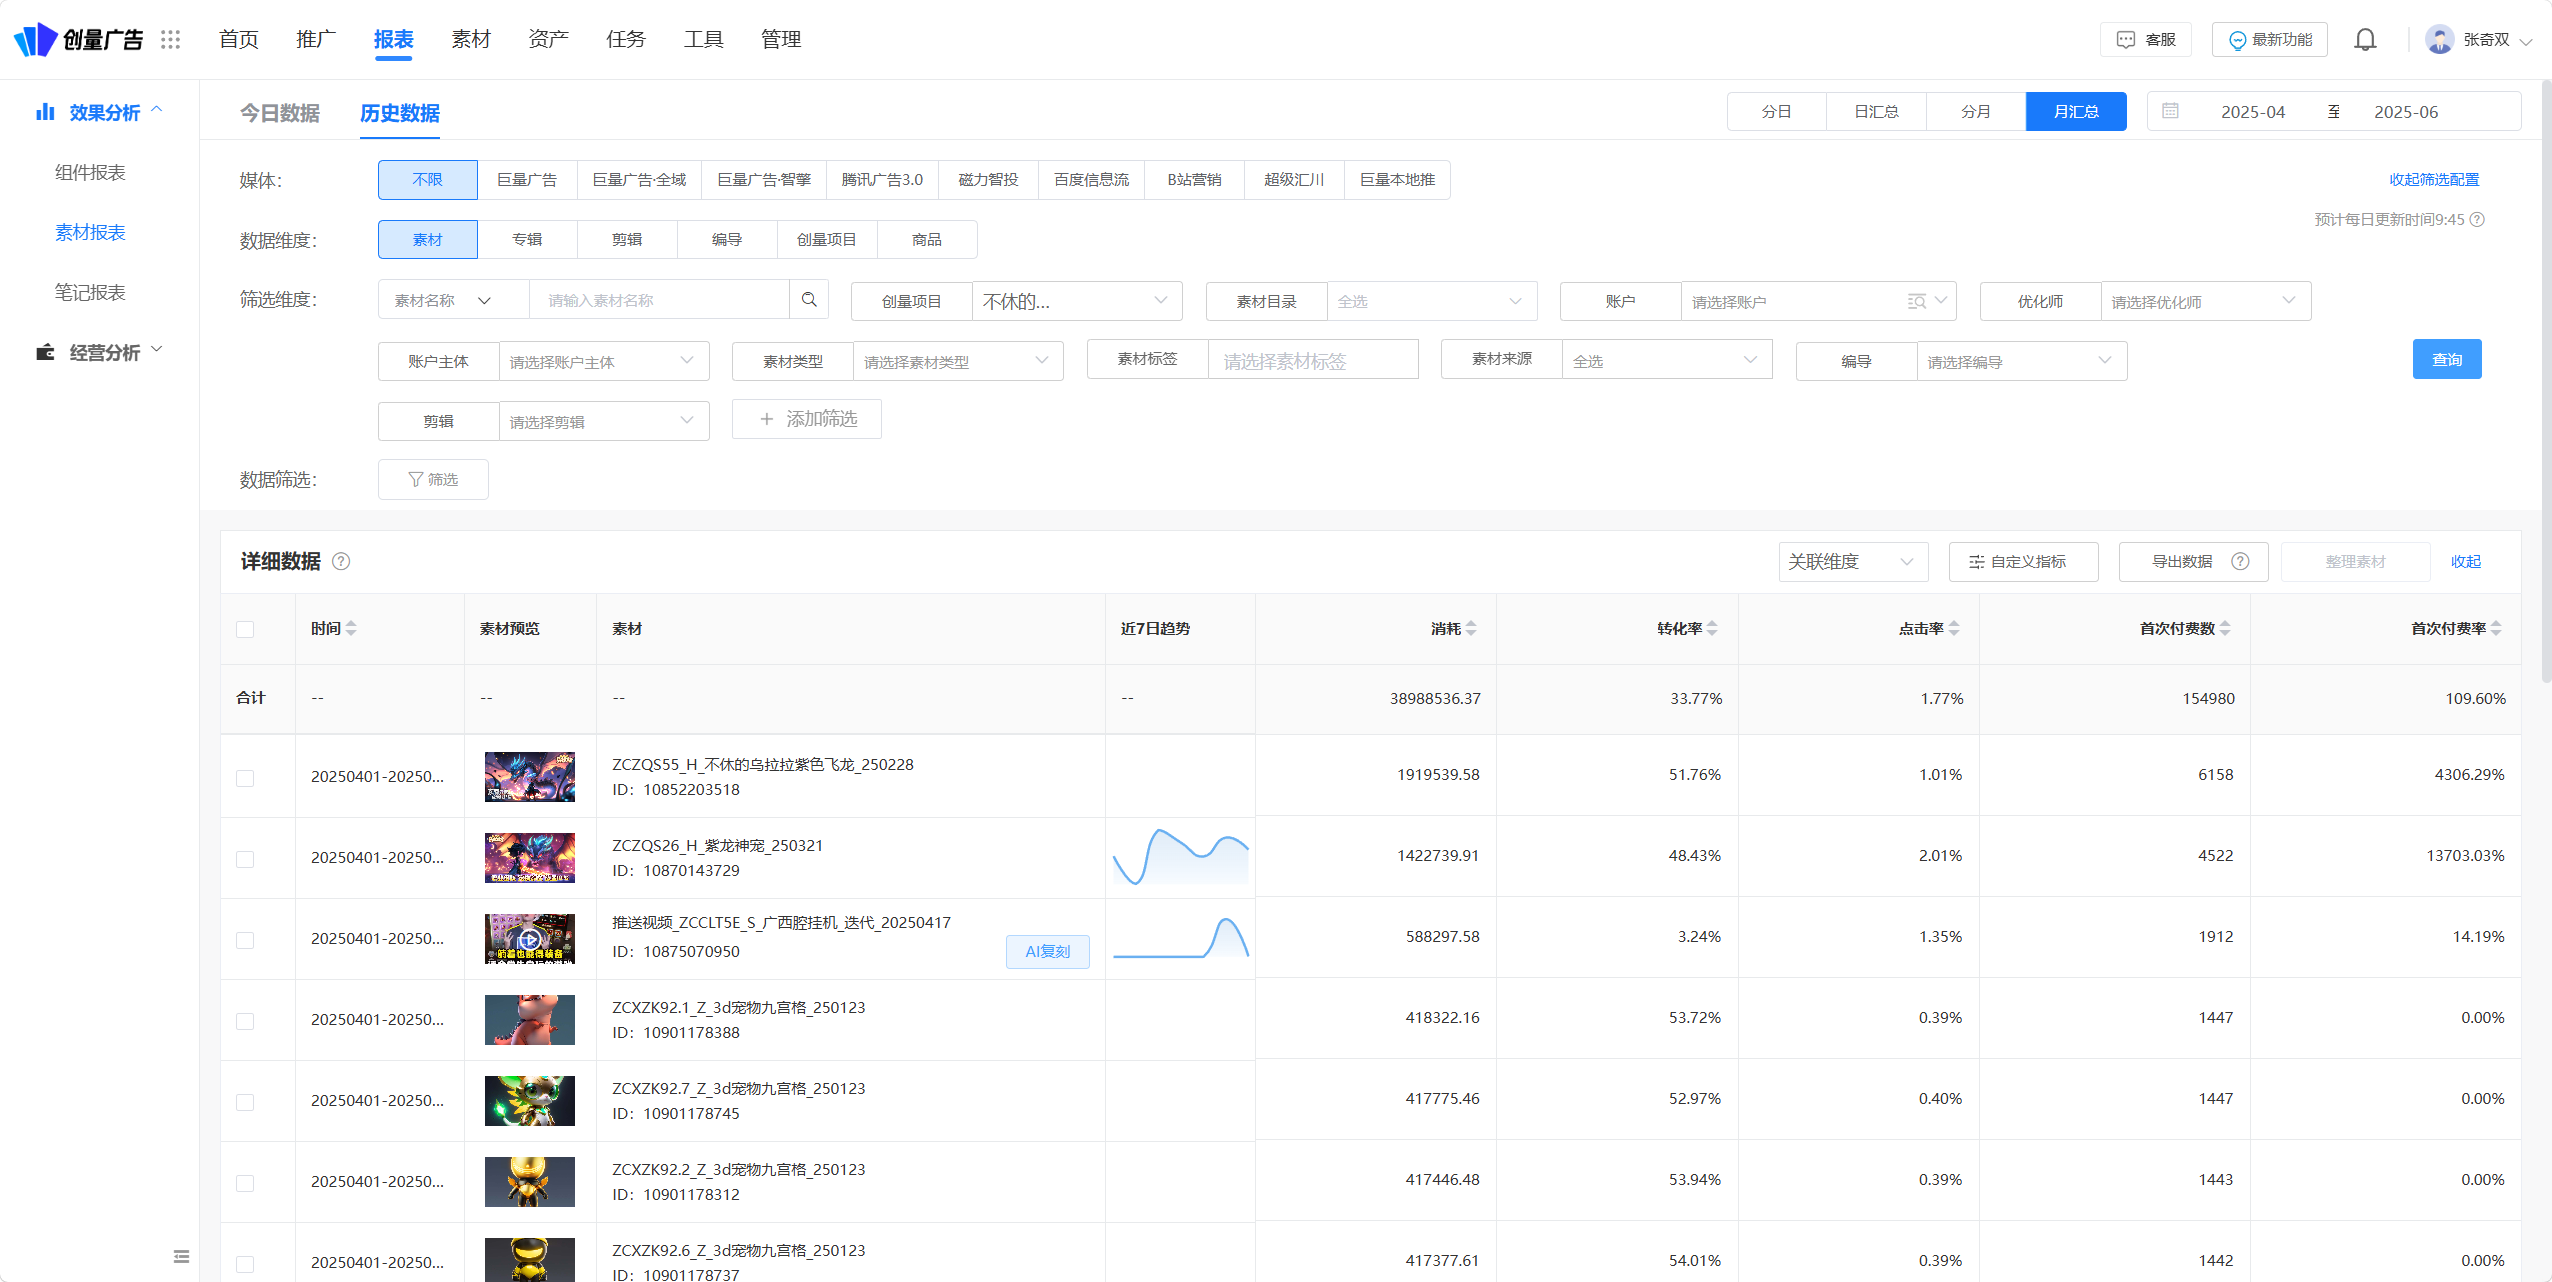 创量广告 首页 推广 报表 素材 资产 任务 工具 管理 客服 最新功能 张奇双
效果分析
组件报表
素材报表
笔记报表
经营分析
今日数据 历史数据 分日 日汇总 分月 月汇总 2025-04 至 2025-06
媒体： 不限 巨量广告 巨量广告·全域 巨量广告·智擎 腾讯广告3.0 磁力智投 百度信息流 B站营销 超级汇川 巨量本地推 收起筛选配置
预计每日更新时间9:45
数据维度： 素材 专辑 剪辑 编导 创量项目 商品
筛选维度： 素材名称 请输入素材名称 创量项目 不休的... 素材目录 全选 账户 请选择账户 优化师 请选择优化师
账户主体 请选择账户主体 素材类型 请选择素材类型 素材标签 请选择素材标签 素材来源 全选 编导 请选择编导 查询
剪辑 请选择剪辑 + 添加筛选
数据筛选： 筛选
详细数据 关联维度 自定义指标 导出数据 整理素材 收起
时间 素材预览 素材 近7日趋势 消耗 转化率 点击率 首次付费数 首次付费率
合计 -- -- -- -- 38988536.37 33.77% 1.77% 154980 109.60%
20250401-20250... ZCZQS55_H_不休的乌拉拉紫色飞龙_250228 1919539.58 51.76% 1.01% 6158 4306.29%
ID：10852203518
20250401-20250... ZCZQS26_H_紫龙神宠_250321 1422739.91 48.43% 2.01% 4522 13703.03%
ID：10870143729
20250401-20250... 推送视频_ZCCLT5E_S_广西腔挂机_迭代_20250417 588297.58 3.24% 1.35% 1912 14.19%
ID：10875070950 AI复刻
20250401-20250... ZCXZK92.1_Z_3d宠物九宫格_250123 418322.16 53.72% 0.39% 1447 0.00%
ID：10901178388
20250401-20250... ZCXZK92.7_Z_3d宠物九宫格_250123 417775.46 52.97% 0.40% 1447 0.00%
ID：10901178745
20250401-20250... ZCXZK92.2_Z_3d宠物九宫格_250123 417446.48 53.94% 0.39% 1443 0.00%
ID：10901178312
20250401-20250... ZCXZK92.6_Z_3d宠物九宫格_250123 417377.61 54.01% 0.39% 1442 0.00%
ID：10901178737